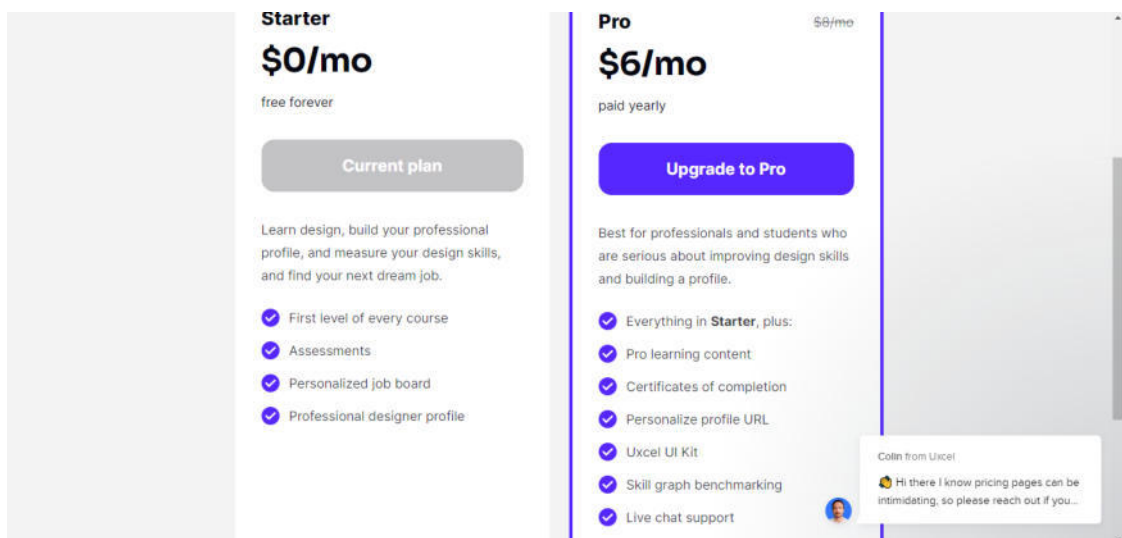 Starter
$0/mo
free forever
Current plan
Learn design, build your professional
profile, and measure your design skills,
and find your next dream job.
First level of every course
Assessments
Personalized job board
Professional designer profile
Pro
$8/mo
$6/mo
paid yearly
Upgrade to Pro
Best for professionals and students who
are serious about improving design skills
and building a profile.
Everything in Starter, plus:
Pro learning content
Certificates of completion
Personalize profile URL
Uxcel UI Kit
Skill graph benchmarking
Live chat support
Colin from Uxcel
👏 Hi there I know pricing pages can be
intimidating, so please reach out if you...